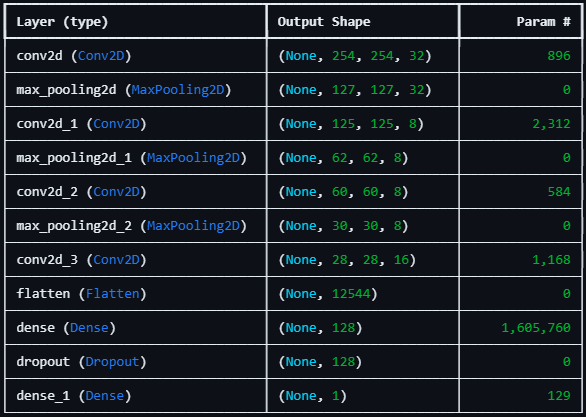 Layer (type) Output Shape Param #
conv2d (Conv2D) (None, 254, 254, 32) 896
max_pooling2d (MaxPooling2D) (None, 127, 127, 32) 0
conv2d_1 (Conv2D) (None, 125, 125, 8) 2,312
max_pooling2d_1 (MaxPooling2D) (None, 62, 62, 8) 0
conv2d_2 (Conv2D) (None, 60, 60, 8) 584
max_pooling2d_2 (MaxPooling2D) (None, 30, 30, 8) 0
conv2d_3 (Conv2D) (None, 28, 28, 16) 1,168
flatten (Flatten) (None, 12544) 0
dense (Dense) (None, 128) 1,605,760
dropout (Dropout) (None, 128) 0
dense_1 (Dense) (None, 1) 129